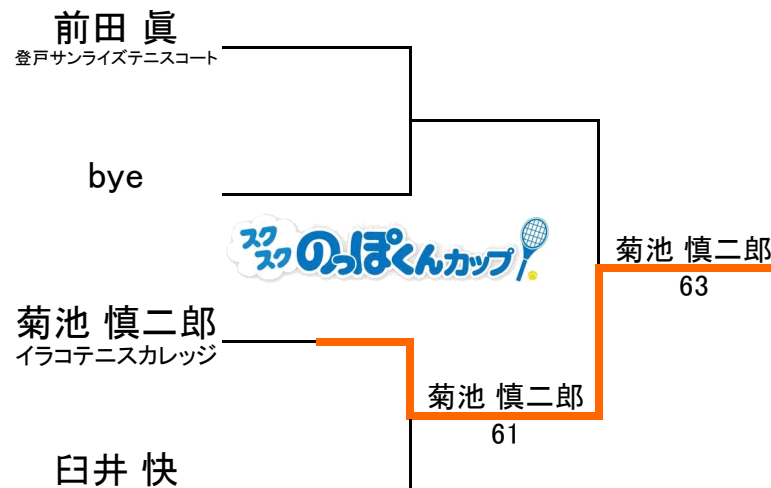 前田 眞
登戸サンライズテニスコート
bye
スクスクのっぽくんカップ
菊池 慎二郎
63
菊池 慎二郎
イラコテニスカレッジ
菊池 慎二郎
61
臼井 快